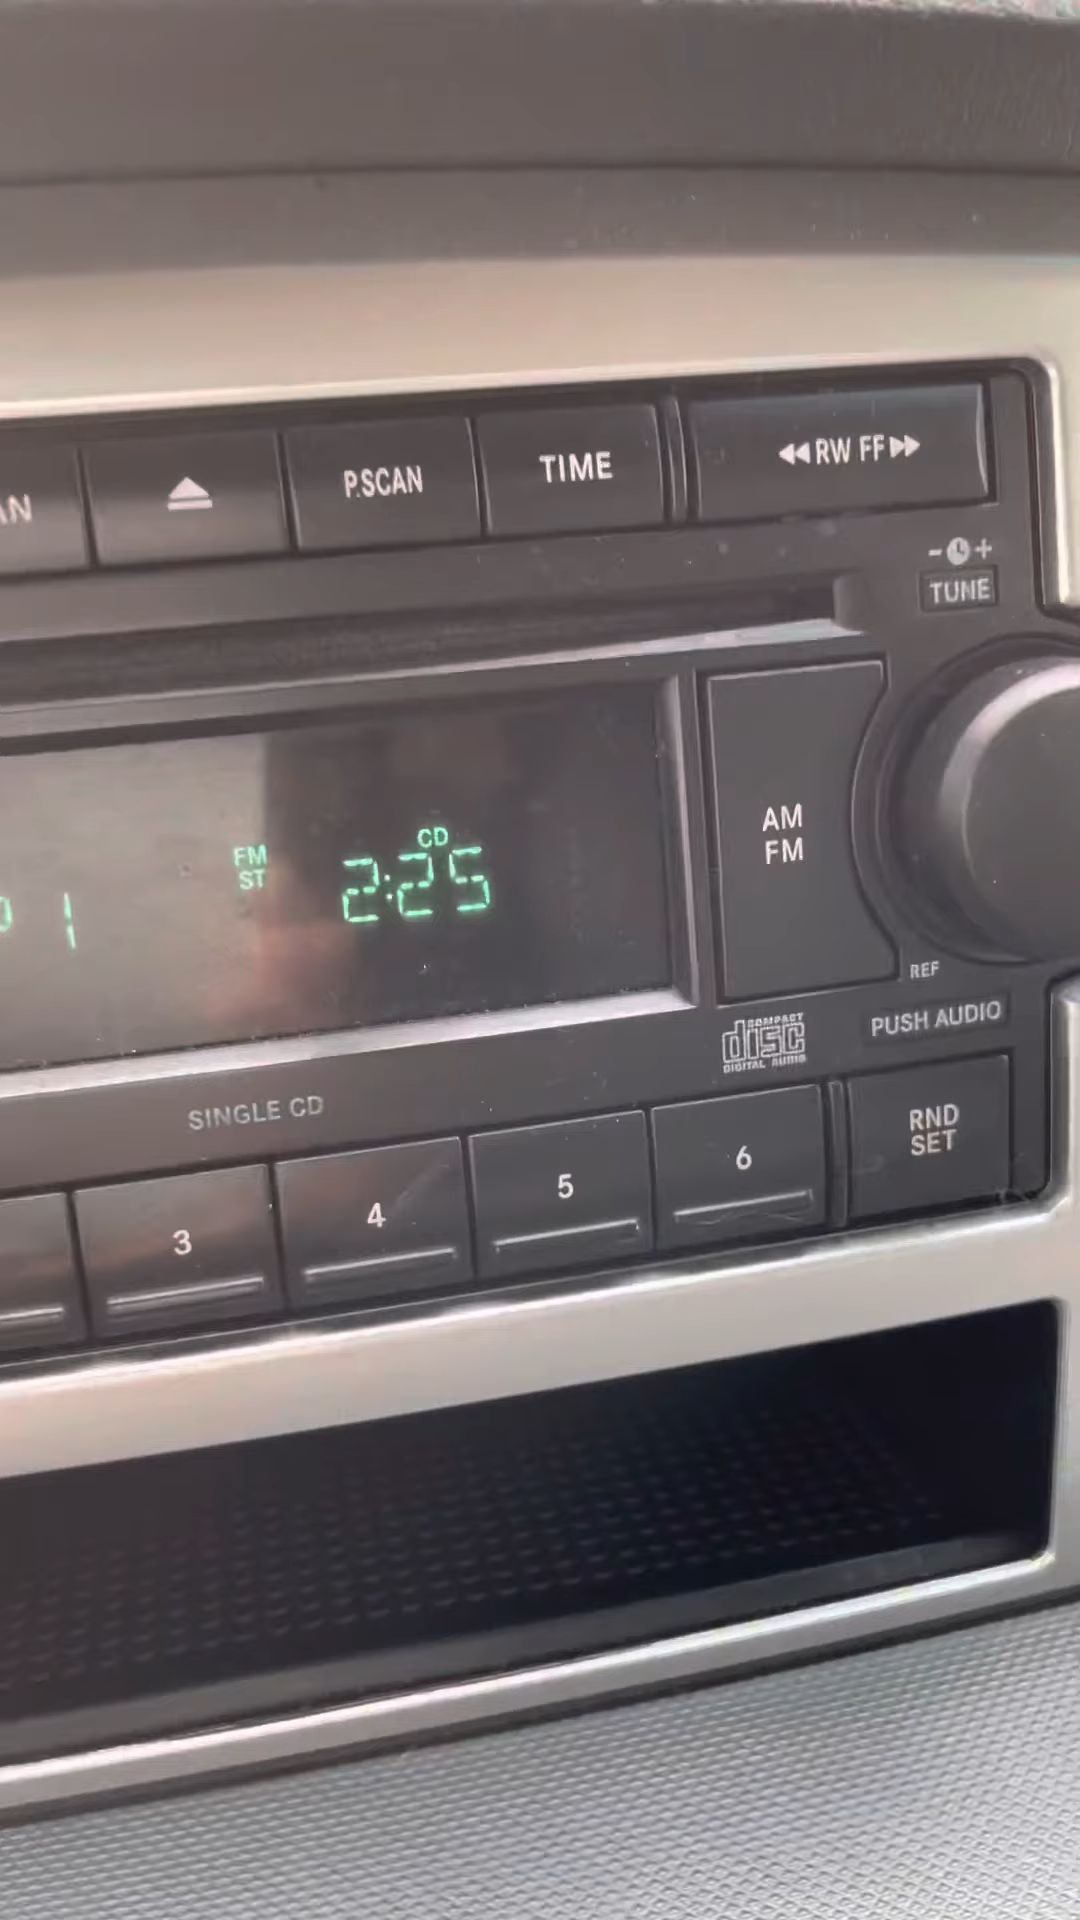 P.SCAN
TIME
RW FF
- +
TUNE
CD
FM
ST
2:25
1
AM
FM
REF
PUSH AUDIO
COMPACT
disc
DIGITAL AUDIO
SINGLE CD
RND
SET
3
4
5
6